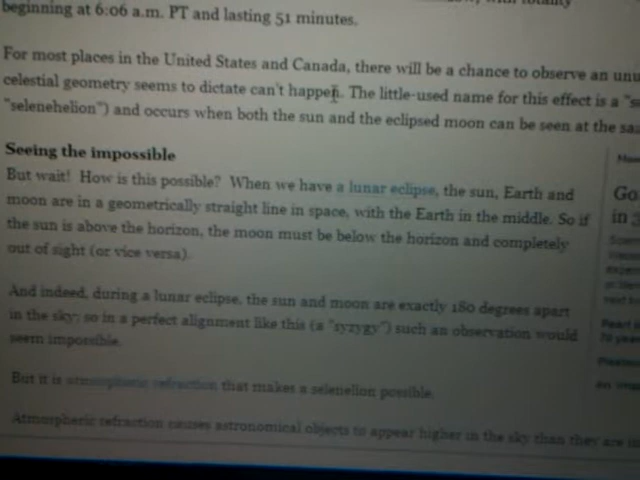 beginning at 6:06 a.m. PT and lasting 51 minutes.
For most places in the United States and Canada, there will be a chance to observe an unu
celestial geometry seems to dictate can't happen. The little-used name for this effect is a "se
"selenehelion") and occurs when both the sun and the eclipsed moon can be seen at the sa
Seeing the impossible
But wait! How is this possible? When we have a lunar eclipse, the sun, Earth and
moon are in a geometrically straight line in space, with the Earth in the middle. So if
the sun is above the horizon, the moon must be below the horizon and completely
out of sight (or vice versa).
And indeed, during a lunar eclipse, the sun and moon are exactly 180 degrees apart
in the sky; so in a perfect alignment like this (a "syzygy") such an observation would
seem impossible.
But it is atmospheric refraction that makes a selenelion possible.
Atmospheric refraction causes astronomical objects to appear higher in the sky than they are
Go
in